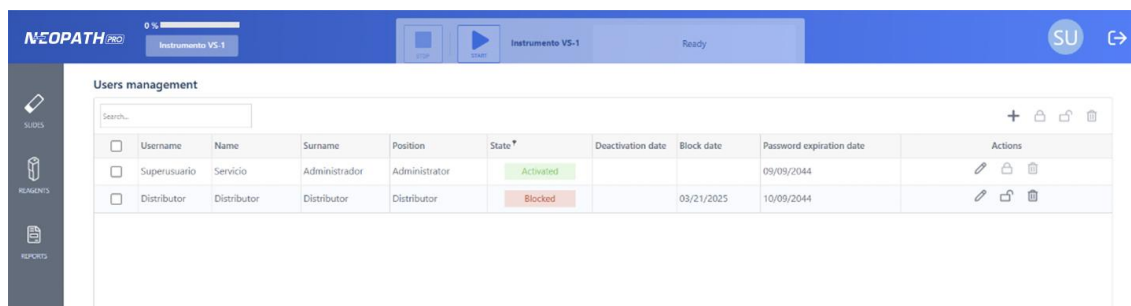 NEOPATH PRO
0 %
Instrumento VS-1
STOP
START
Instrumento VS-1
Ready
SU
SLIDES
REAGENTS
REPORTS
Users management
Search...
Username Name Surname Position State Deactivation date Block date Password expiration date Actions
Superusuario Servicio Administrador Administrator Activated 09/09/2044
Distributor Distributor Distributor Distributor Blocked 03/21/2025 10/09/2044